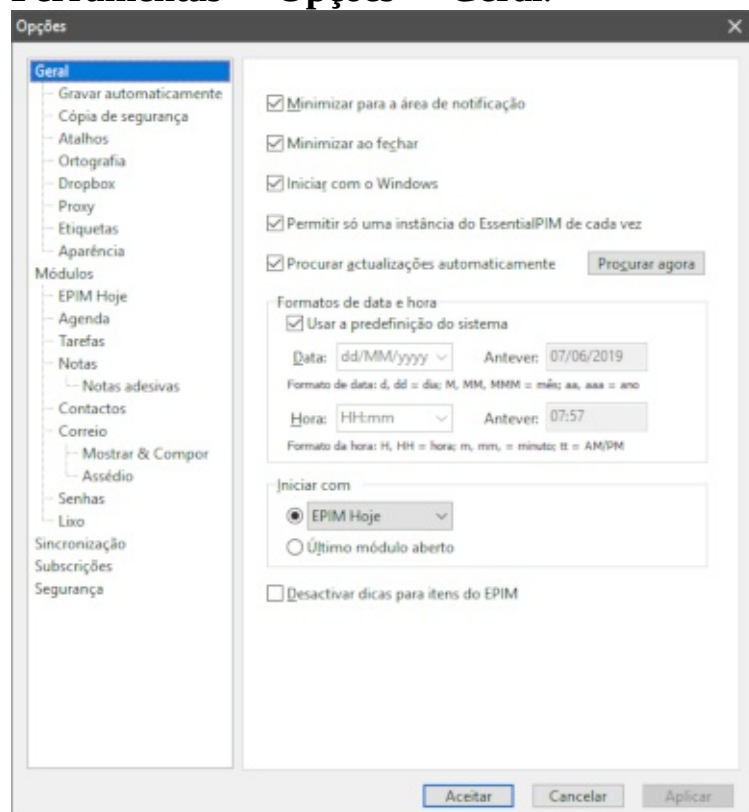 Ferramentas -> Opções -> Geral.
Opções
Geral
Gravar automaticamente
Cópia de segurança
Atalhos
Ortografia
Dropbox
Proxy
Etiquetas
Aparência
Módulos
EPIM Hoje
Agenda
Tarefas
Notas
Notas adesivas
Contactos
Correio
Mostrar & Compor
Assédio
Senhas
Lixo
Sincronização
Subscrições
Segurança
Minimizar para a área de notificação
Minimizar ao fechar
Iniciar com o Windows
Permitir só uma instância do EssentialPIM de cada vez
Procurar actualizações automaticamente Procurar agora
Formatos de data e hora
Usar a predefinição do sistema
Data: dd/MM/yyyy Antever: 07/06/2019
Formato de data: d, dd = dia; M, MM, MMM = mês; aa, aaa = ano
Hora: HH:mm Antever: 07:57
Formato da hora: H, HH = hora; m, mm, = minuto; tt = AM/PM
Iniciar com
EPIM Hoje
Último módulo aberto
Desactivar dicas para itens do EPIM
Aceitar Cancelar Aplicar